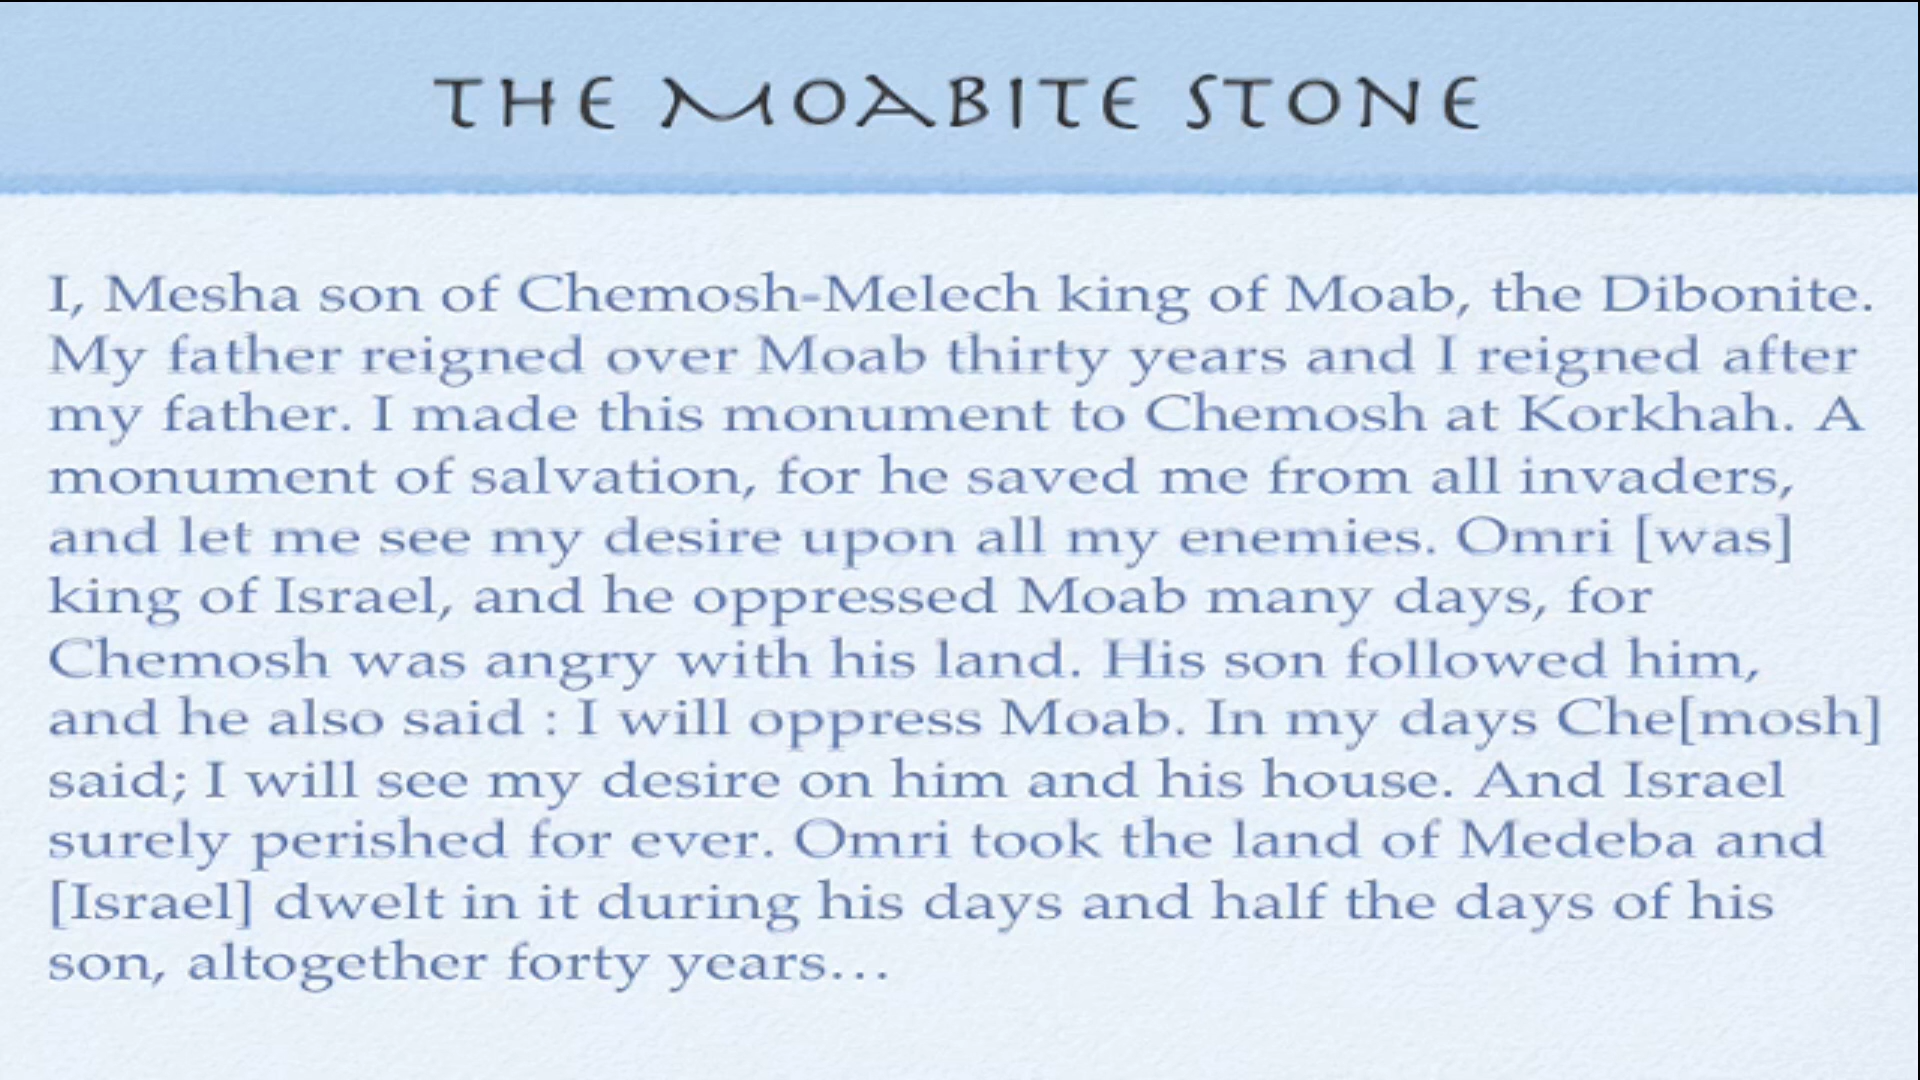 THE MOABITE STONE
I, Mesha son of Chemosh-Melech king of Moab, the Dibonite.
My father reigned over Moab thirty years and I reigned after
my father. I made this monument to Chemosh at Korkhah. A
monument of salvation, for he saved me from all invaders,
and let me see my desire upon all my enemies. Omri [was]
king of Israel, and he oppressed Moab many days, for
Chemosh was angry with his land. His son followed him,
and he also said : I will oppress Moab. In my days Che[mosh]
said; I will see my desire on him and his house. And Israel
surely perished for ever. Omri took the land of Medeba and
[Israel] dwelt in it during his days and half the days of his
son, altogether forty years…